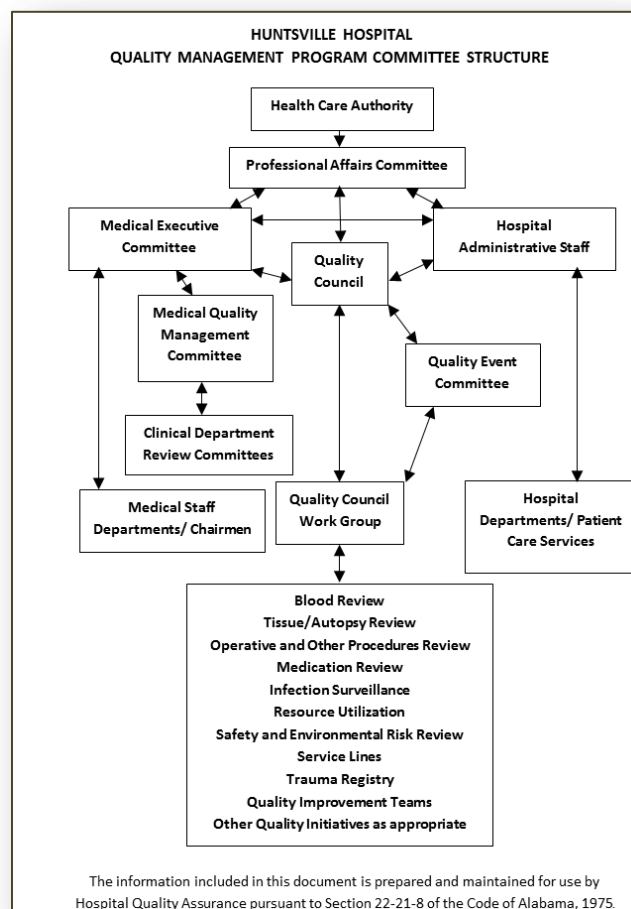 HUNTSVILLE HOSPITAL
QUALITY MANAGEMENT PROGRAM COMMITTEE STRUCTURE
Health Care Authority
Professional Affairs Committee
Medical Executive
Committee
Hospital
Administrative Staff
Quality
Council
Medical Quality
Management
Committee
Quality Event
Committee
Clinical Department
Review Committees
Medical Staff
Departments/ Chairmen
Quality Council
Work Group
Hospital
Departments/ Patient
Care Services
Blood Review
Tissue/Autopsy Review
Operative and Other Procedures Review
Medication Review
Infection Surveillance
Resource Utilization
Safety and Environmental Risk Review
Service Lines
Trauma Registry
Quality Improvement Teams
Other Quality Initiatives as appropriate
The information included in this document is prepared and maintained for use by
Hospital Quality Assurance pursuant to Section 22-21-8 of the Code of Alabama, 1975.